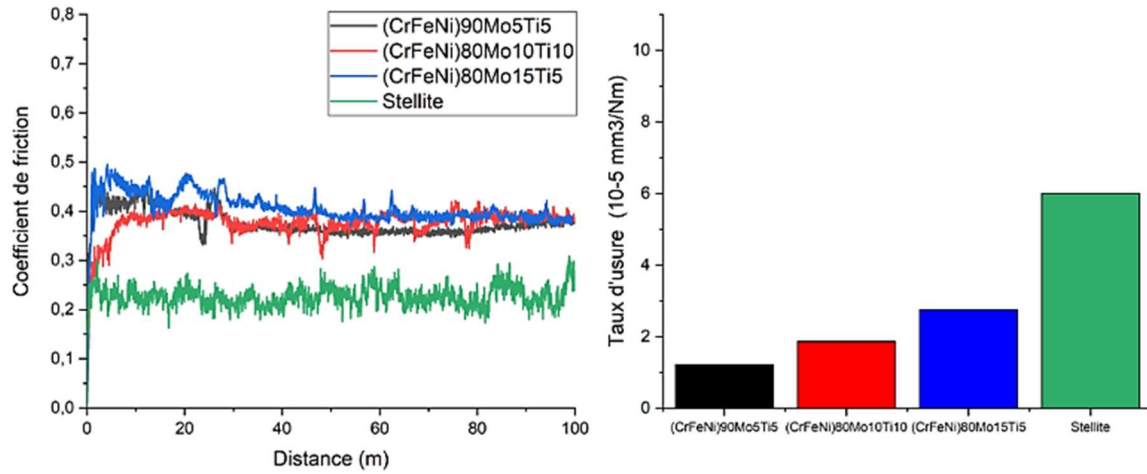 0,8
0,7
0,6
0,5
0,4
0,3
0,2
0,1
0,0
Coefficient de friction
(CrFeNi)90Mo5Ti5
(CrFeNi)80Mo10Ti10
(CrFeNi)80Mo15Ti5
Stellite
0 20 40 60 80 100
Distance (m)
Taux d'usure (10-5 mm3/Nm)
10
8
6
4
2
0
(CrFeNi)90Mo5Ti5 (CrFeNi)80Mo10Ti10 (CrFeNi)80Mo15Ti5 Stellite